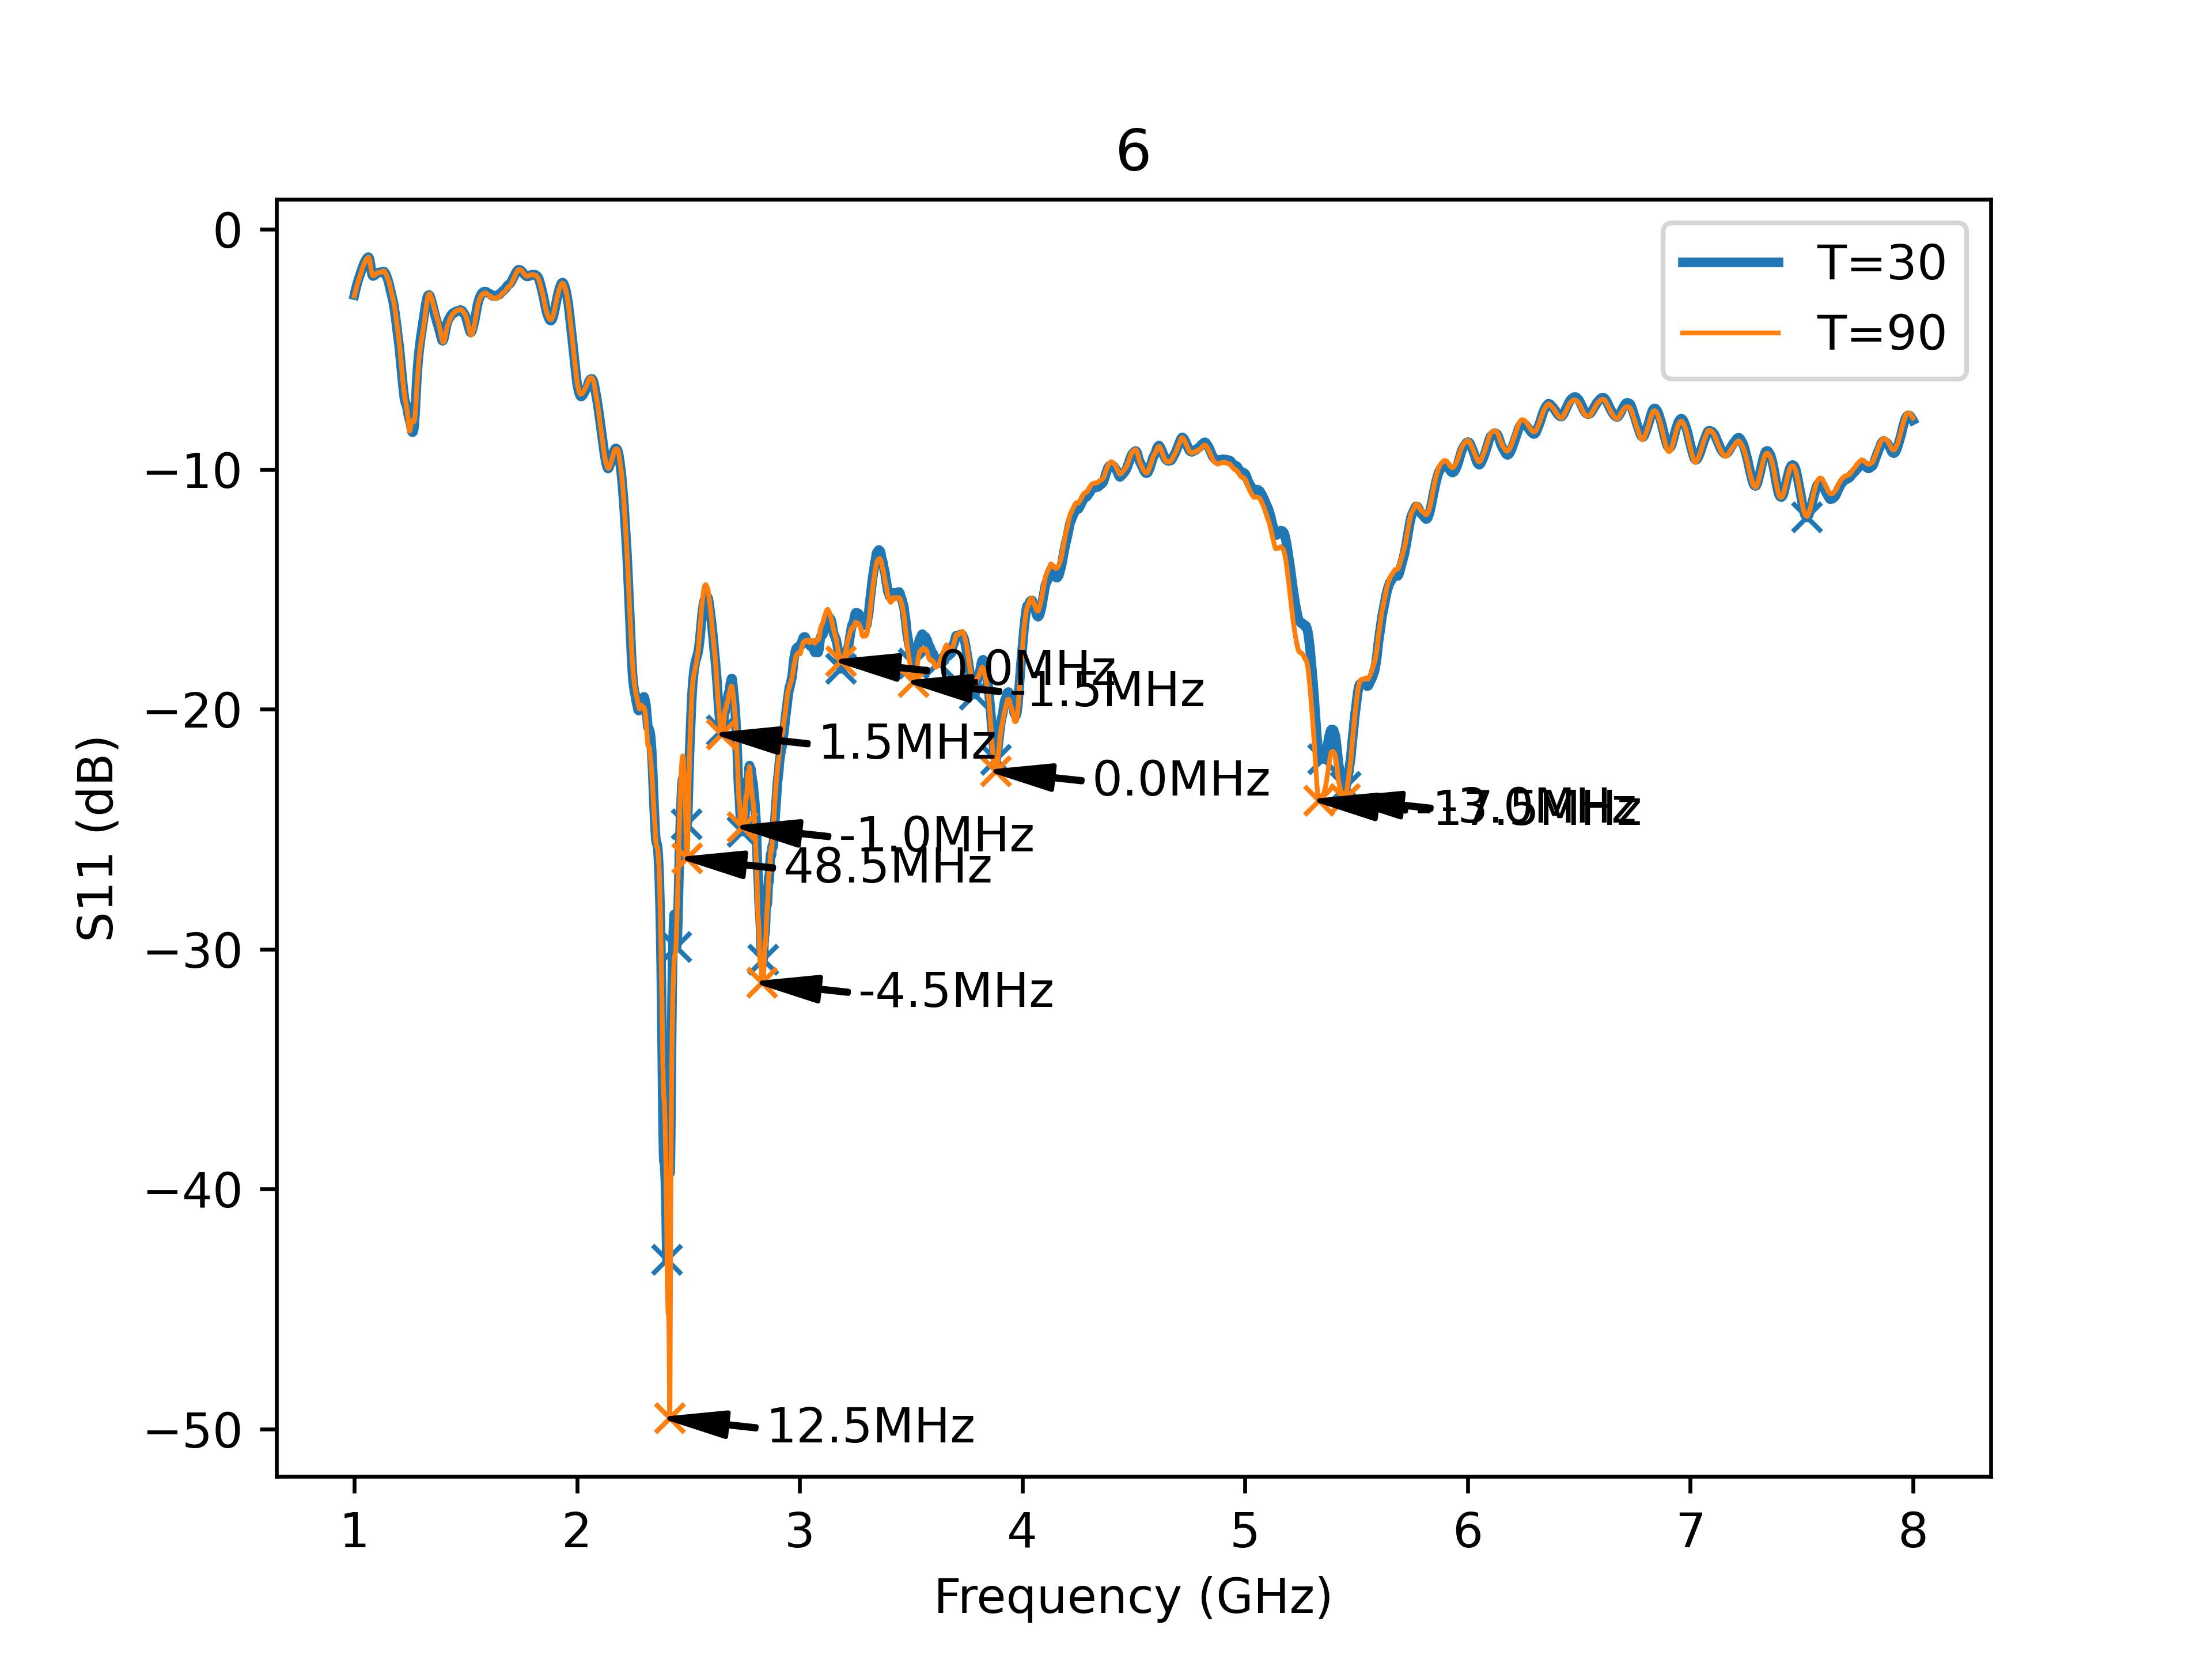 6
T=30
T=90
0
−10
−20
−30
−40
−50
S11 (dB)
0.0MHz
-1.5MHz
1.5MHz
0.0MHz
-1.0MHz
48.5MHz
-4.5MHz
12.5MHz
1 2 3 4 5 6 7 8
Frequency (GHz)